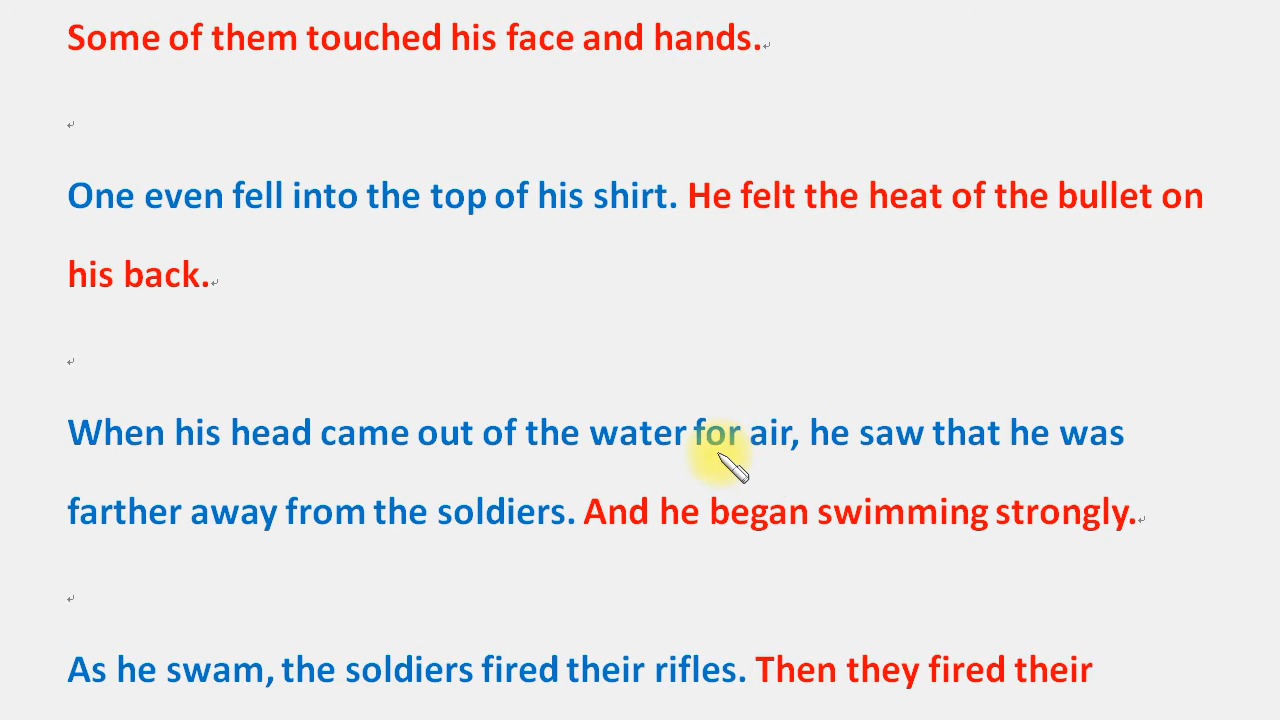 Some of them touched his face and hands.
One even fell into the top of his shirt. He felt the heat of the bullet on
his back.
When his head came out of the water for air, he saw that he was
farther away from the soldiers. And he began swimming strongly.
As he swam, the soldiers fired their rifles. Then they fired their